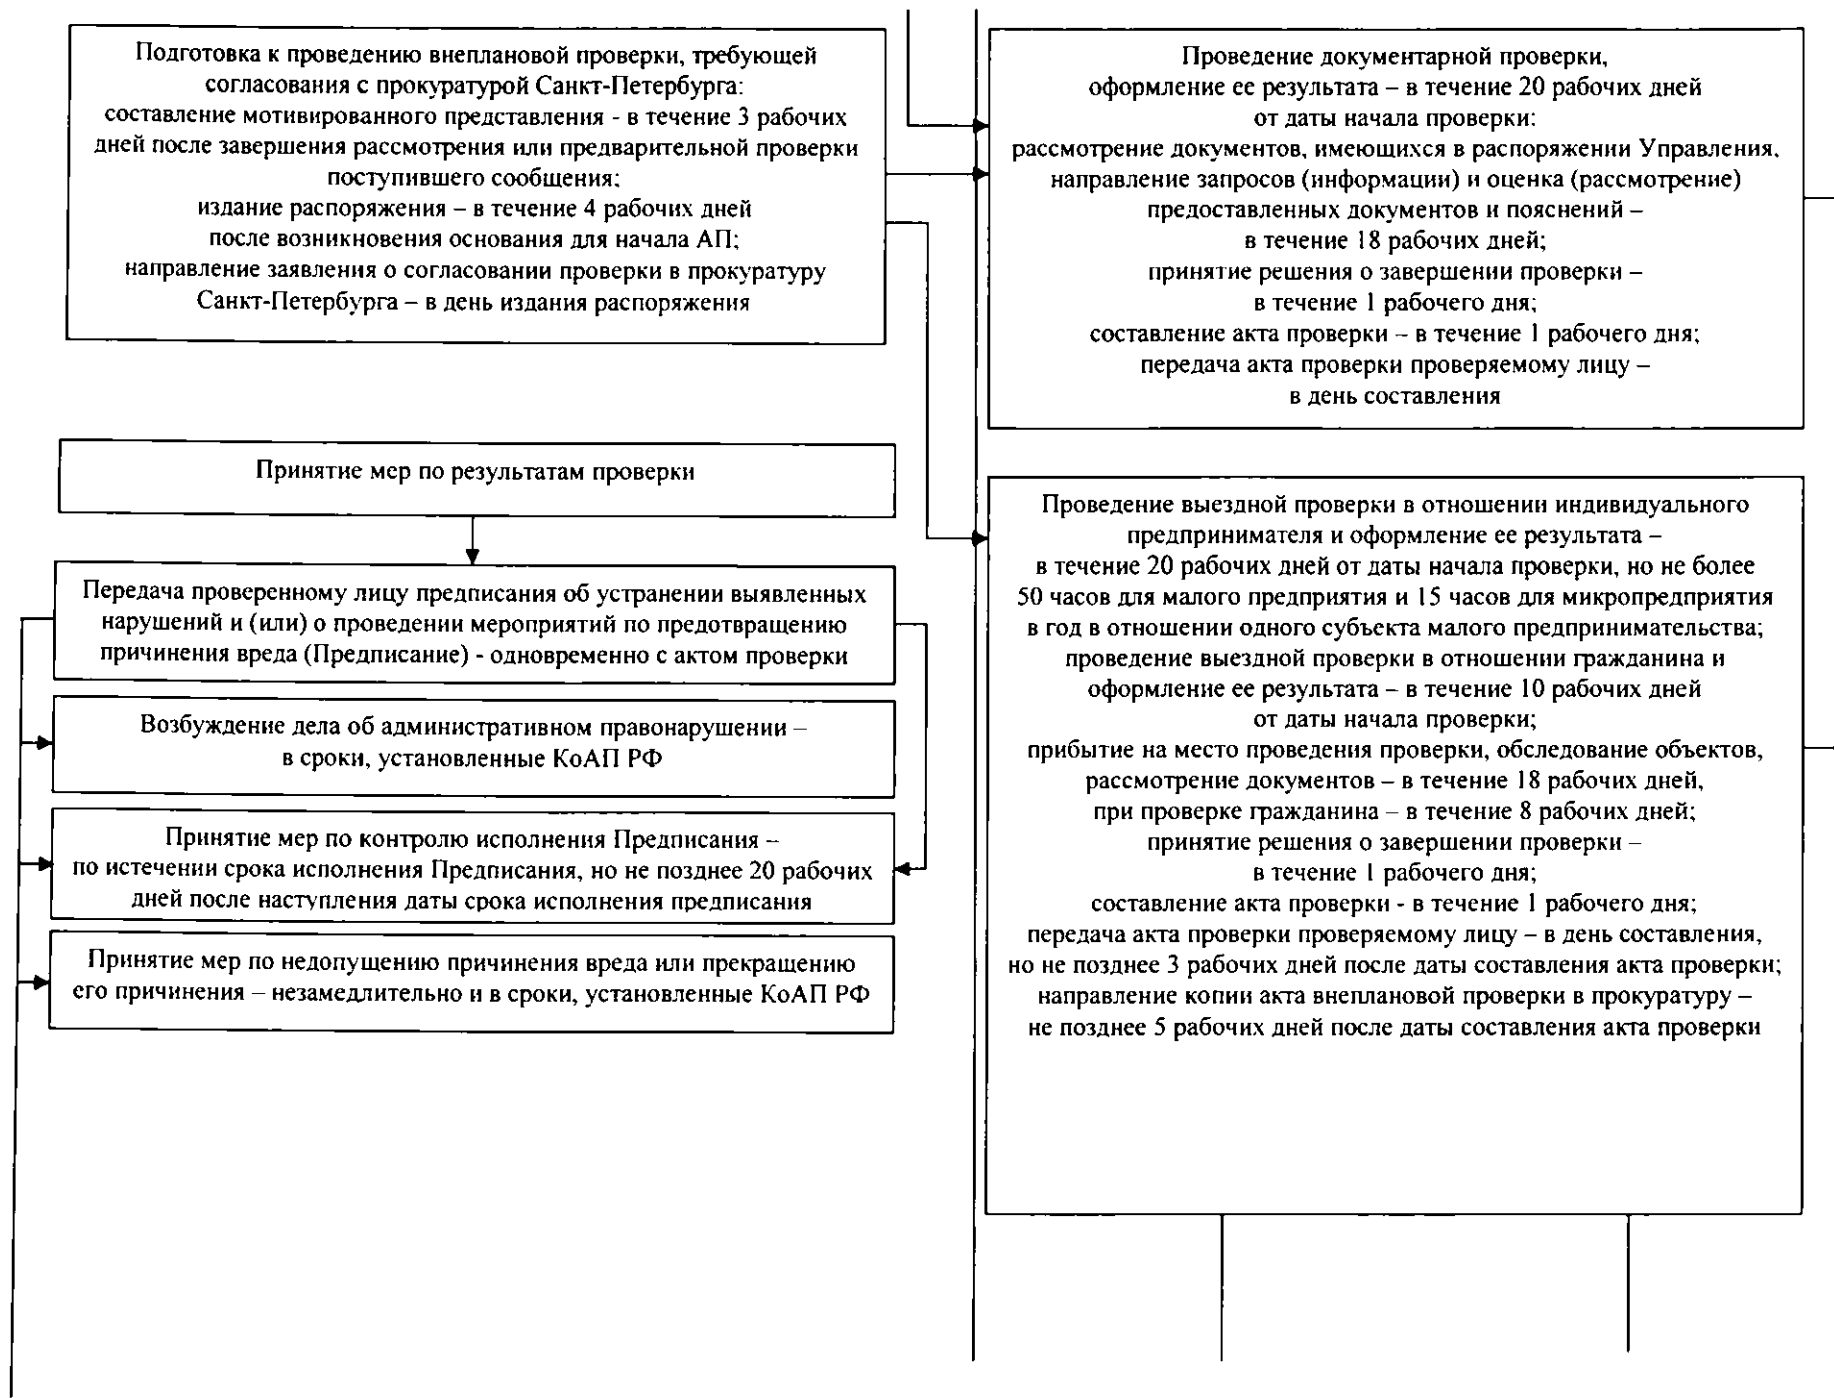 Подготовка к проведению внеплановой проверки, требующей
согласования с прокуратурой Санкт-Петербурга:
составление мотивированного представления - в течение 3 рабочих
дней после завершения рассмотрения или предварительной проверки
поступившего сообщения;
издание распоряжения – в течение 4 рабочих дней
после возникновения основания для начала АП;
направление заявления о согласовании проверки в прокуратуру
Санкт-Петербурга – в день издания распоряжения
Проведение документарной проверки,
оформление ее результата – в течение 20 рабочих дней
от даты начала проверки:
рассмотрение документов, имеющихся в распоряжении Управления,
направление запросов (информации) и оценка (рассмотрение)
предоставленных документов и пояснений –
в течение 18 рабочих дней;
принятие решения о завершении проверки –
в течение 1 рабочего дня;
составление акта проверки – в течение 1 рабочего дня;
передача акта проверки проверяемому лицу –
в день составления
Принятие мер по результатам проверки
Передача проверенному лицу предписания об устранении выявленных
нарушений и (или) о проведении мероприятий по предотвращению
причинения вреда (Предписание) - одновременно с актом проверки
Возбуждение дела об административном правонарушении –
в сроки, установленные КоАП РФ
Принятие мер по контролю исполнения Предписания –
по истечении срока исполнения Предписания, но не позднее 20 рабочих
дней после наступления даты срока исполнения предписания
Принятие мер по недопущению причинения вреда или прекращению
его причинения – незамедлительно и в сроки, установленные КоАП РФ
Проведение выездной проверки в отношении индивидуального
предпринимателя и оформление ее результата –
в течение 20 рабочих дней от даты начала проверки, но не более
50 часов для малого предприятия и 15 часов для микропредприятия
в год в отношении одного субъекта малого предпринимательства;
проведение выездной проверки в отношении гражданина и
оформление ее результата – в течение 10 рабочих дней
от даты начала проверки;
прибытие на место проведения проверки, обследование объектов,
рассмотрение документов – в течение 18 рабочих дней,
при проверке гражданина – в течение 8 рабочих дней;
принятие решения о завершении проверки –
в течение 1 рабочего дня;
составление акта проверки - в течение 1 рабочего дня;
передача акта проверки проверяемому лицу – в день составления,
но не позднее 3 рабочих дней после даты составления акта проверки;
направление копии акта внеплановой проверки в прокуратуру –
не позднее 5 рабочих дней после даты составления акта проверки